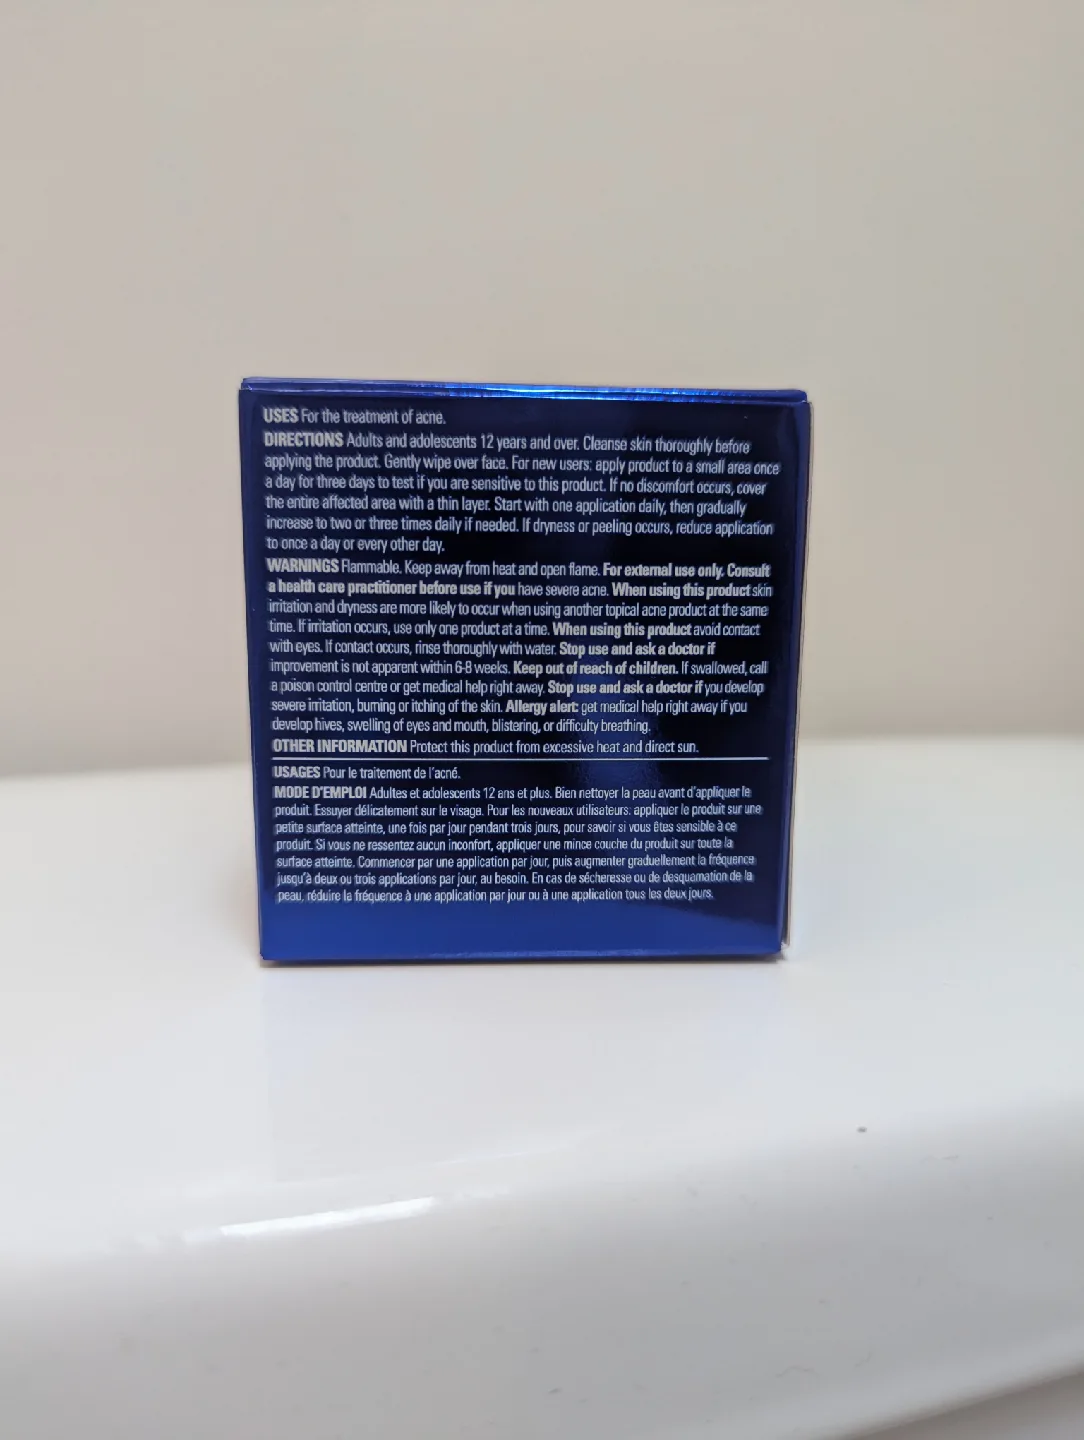 USES For the treatment of acne.
DIRECTIONS Adults and adolescents 12 years and over. Cleanse skin thoroughly before
applying the product. Gently wipe over face. For new users: apply product to a small area once
a day for three days to test if you are sensitive to this product. If no discomfort occurs, cover
the entire affected area with a thin layer. Start with one application daily, then gradually
increase to two or three times daily if needed. If dryness or peeling occurs, reduce application
to once a day or every other day.
WARNINGS Flammable. Keep away from heat and open flame. For external use only. Consult
a health care practitioner before use if you have severe acne. When using this product skin
irritation and dryness are more likely to occur when using another topical acne product at the same
time. If irritation occurs, use only one product at a time. When using this product avoid contact
with eyes. If contact occurs, rinse thoroughly with water. Stop use and ask a doctor if
improvement is not apparent within 6-8 weeks. Keep out of reach of children. If swallowed, call
a poison control centre or get medical help right away. Stop use and ask a doctor if you develop
severe irritation, burning or itching of the skin. Allergy alert: get medical help right away if you
develop hives, swelling of eyes and mouth, blistering, or difficulty breathing.
OTHER INFORMATION Protect this product from excessive heat and direct sun.
USAGES Pour le traitement de l'acné.
MODE D'EMPLOI Adultes et adolescents 12 ans et plus. Bien nettoyer la peau avant d'appliquer le
produit. Essuyer délicatement sur le visage. Pour les nouveaux utilisateurs: appliquer le produit sur une
petite surface atteinte, une fois par jour pendant trois jours, pour savoir si vous êtes sensible à ce
produit. Si vous ne ressentez aucun inconfort, appliquer une mince couche du produit sur toute la
surface atteinte. Commencer par une application par jour, puis augmenter graduellement la fréquence
jusqu'à deux ou trois applications par jour, au besoin. En cas de sécheresse ou de desquamation de la
peau, réduire la fréquence à une application par jour ou à une application tous les deux jours.